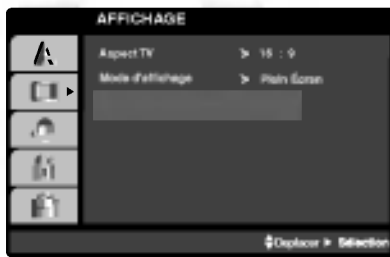 AFFICHAGE
Aspect TV > 16 : 9
Mode d'affichage > Plein Écran
Déplacer Sélection